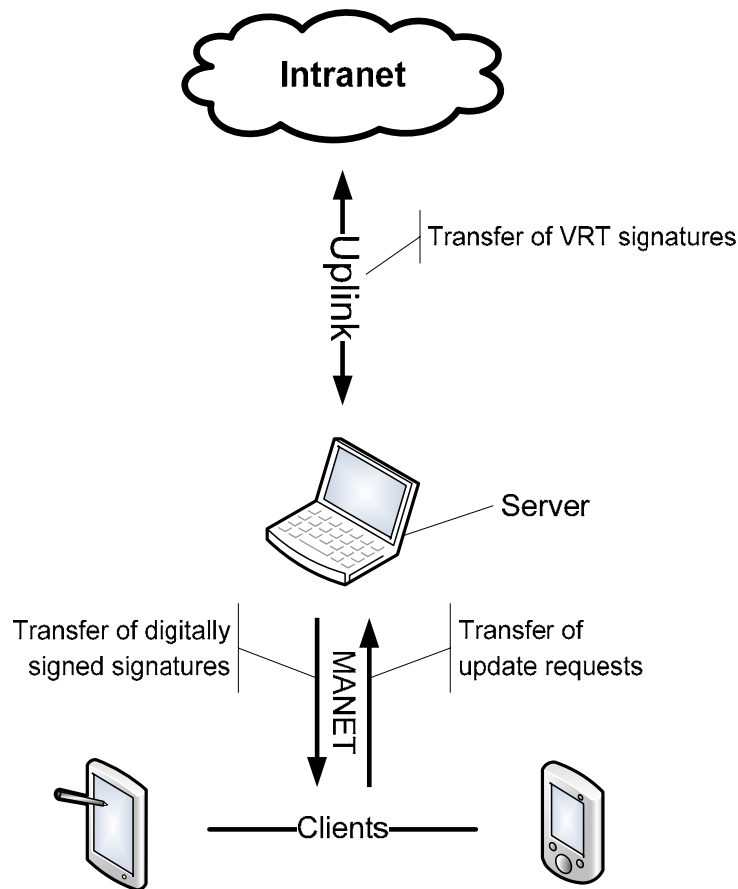 Intranet
Uplink
Transfer of VRT signatures
Server
Transfer of digitally
signed signatures
MANET
Transfer of
update requests
Clients